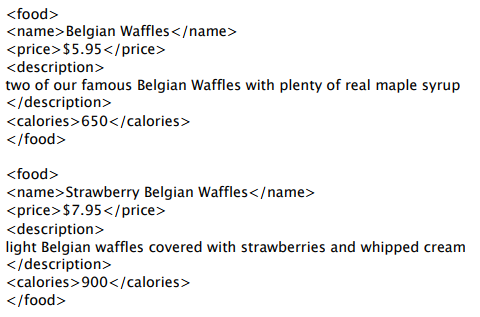 <food>
<name>Belgian Waffles</name>
<price>$5.95</price>
<description>
two of our famous Belgian Waffles with plenty of real maple syrup
</description>
<calories>650</calories>
</food>
<food>
<name>Strawberry Belgian Waffles</name>
<price>$7.95</price>
<description>
light Belgian waffles covered with strawberries and whipped cream
</description>
<calories>900</calories>
</food>